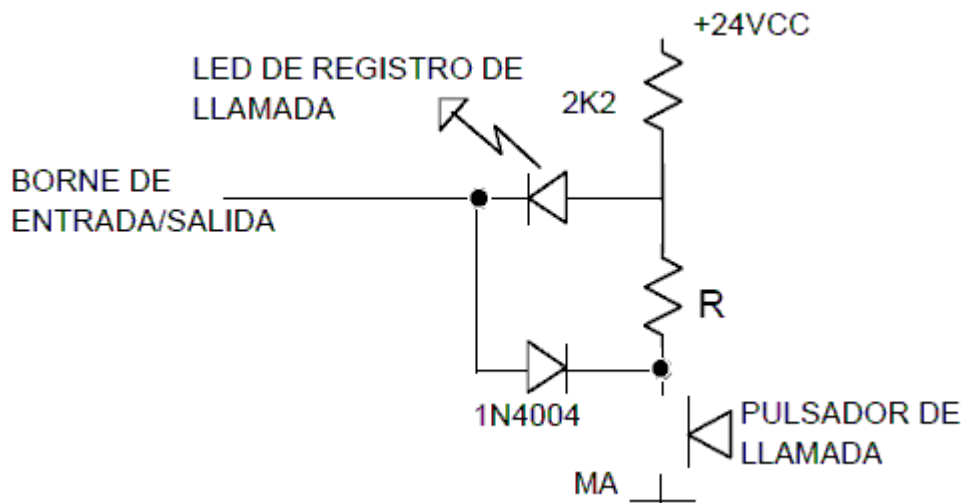 +24VCC
LED DE REGISTRO DE
LLAMADA
2K2
BORNE DE
ENTRADA/SALIDA
R
1N4004
PULSADOR DE
LLAMADA
MA